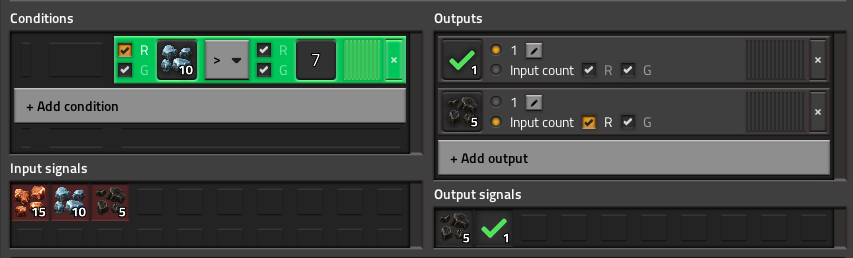 Conditions
R
G
10
>
R
G
7
×
+ Add condition
Input signals
15
10
5
Outputs
1
1
Input count
R
G
×
5
1
Input count
R
G
×
+ Add output
Output signals
5
1